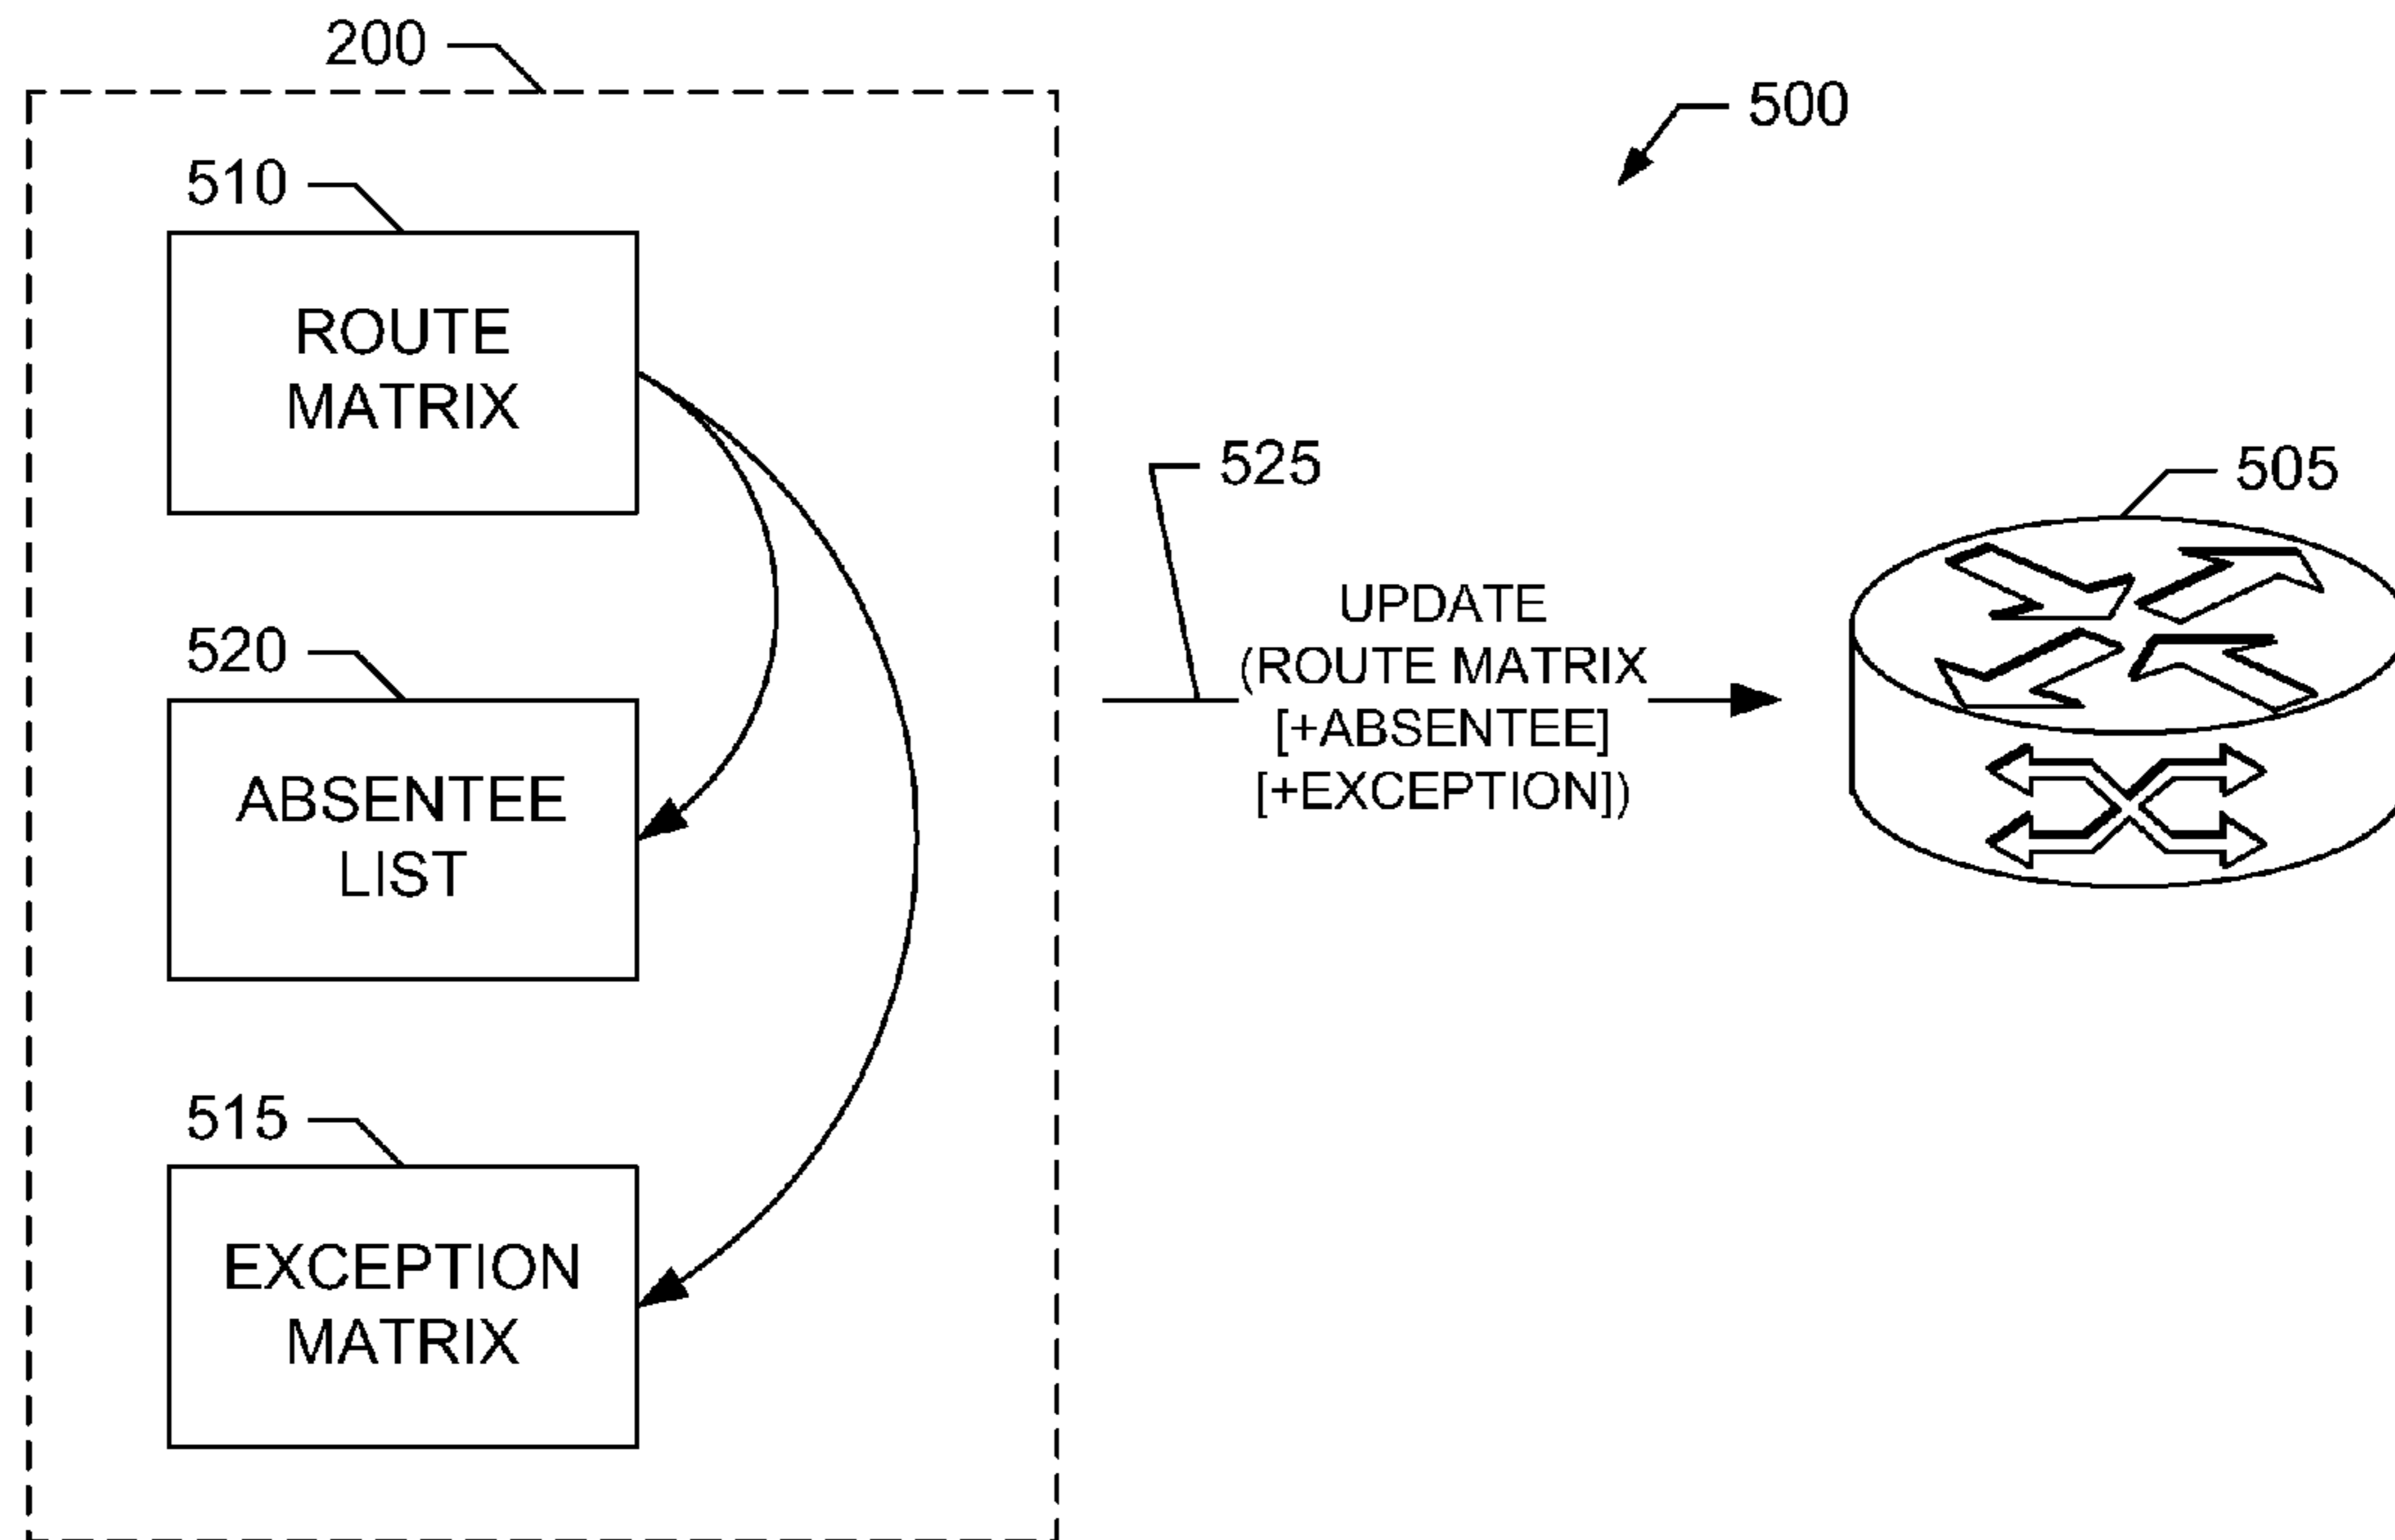 200
500
510
ROUTE
MATRIX
525
505
UPDATE
(ROUTE MATRIX
[+ABSENTEE]
[+EXCEPTION])
520
ABSENTEE
LIST
515
EXCEPTION
MATRIX